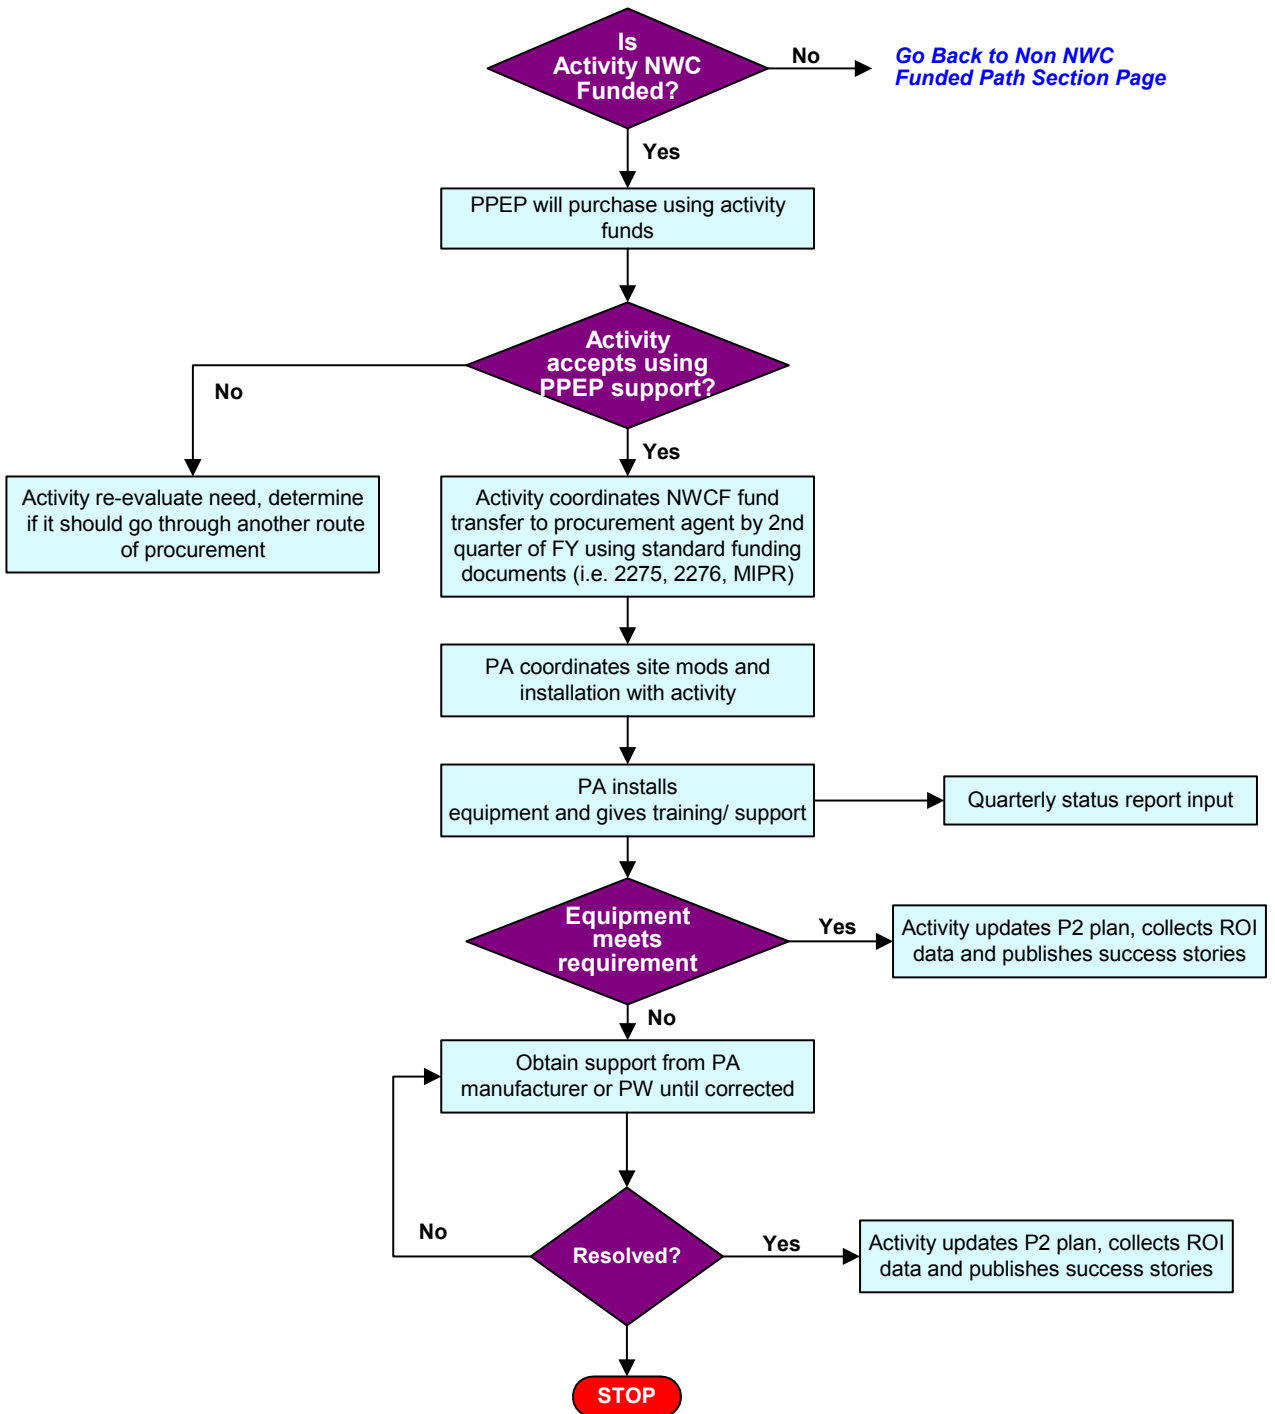 Is
Activity NWC
Funded?
No
Go Back to Non NWC
Funded Path Section Page
Yes
PPEP will purchase using activity
funds
Activity
accepts using
PPEP support?
No
Yes
Activity re-evaluate need, determine
if it should go through another route
of procurement
Activity coordinates NWCF fund
transfer to procurement agent by 2nd
quarter of FY using standard funding
documents (i.e. 2275, 2276, MIPR)
PA coordinates site mods and
installation with activity
PA installs
equipment and gives training/ support
Quarterly status report input
Equipment
meets
requirement
Yes
Activity updates P2 plan, collects ROI
data and publishes success stories
No
Obtain support from PA
manufacturer or PW until corrected
No
Resolved?
Yes
Activity updates P2 plan, collects ROI
data and publishes success stories
STOP